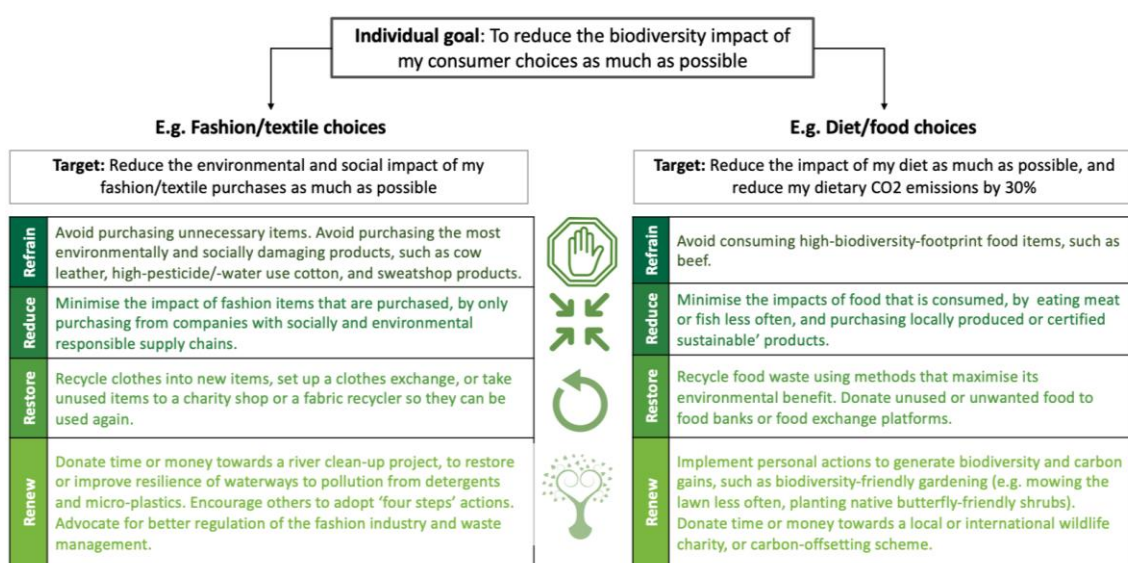 Individual goal: To reduce the biodiversity impact of
my consumer choices as much as possible
E.g. Fashion/textile choices
Target: Reduce the environmental and social impact of my
fashion/textile purchases as much as possible
Refrain
Avoid purchasing unnecessary items. Avoid purchasing the most
environmentally and socially damaging products, such as cow
leather, high-pesticide/-water use cotton, and sweatshop products.
Reduce
Minimise the impact of fashion items that are purchased, by only
purchasing from companies with socially and environmental
responsible supply chains.
Restore
Recycle clothes into new items, set up a clothes exchange, or take
unused items to a charity shop or a fabric recycler so they can be
used again.
Renew
Donate time or money towards a river clean-up project, to restore
or improve resilience of waterways to pollution from detergents
and micro-plastics. Encourage others to adopt ‘four steps’ actions.
Advocate for better regulation of the fashion industry and waste
management.
E.g. Diet/food choices
Target: Reduce the impact of my diet as much as possible, and
reduce my dietary CO2 emissions by 30%
Refrain
Avoid consuming high-biodiversity-footprint food items, such as
beef.
Reduce
Minimise the impacts of food that is consumed, by eating meat
or fish less often, and purchasing locally produced or certified
sustainable’ products.
Restore
Recycle food waste using methods that maximise its
environmental benefit. Donate unused or unwanted food to
food banks or food exchange platforms.
Renew
Implement personal actions to generate biodiversity and carbon
gains, such as biodiversity-friendly gardening (e.g. mowing the
lawn less often, planting native butterfly-friendly shrubs).
Donate time or money towards a local or international wildlife
charity, or carbon-offsetting scheme.